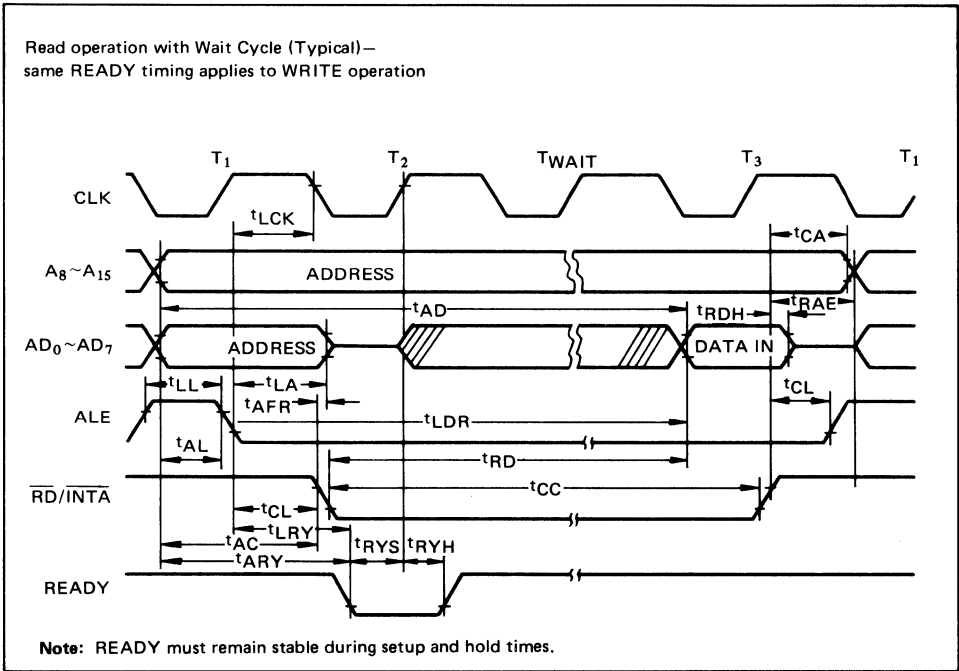 Read operation with Wait Cycle (Typical)—
same READY timing applies to WRITE operation
T1 T2 TWAIT T3 T1
CLK
tLCK
tCA
A8~A15
ADDRESS
tAD
tRDH
tRAE
AD0~AD7
ADDRESS
DATA IN
tLL
tLA
tAFR
tCL
ALE
tLDR
tAL
tRD
RD/INTA
tCC
tCL
tLRY
tAC
tARY
tRYS
tRYH
READY
Note: READY must remain stable during setup and hold times.